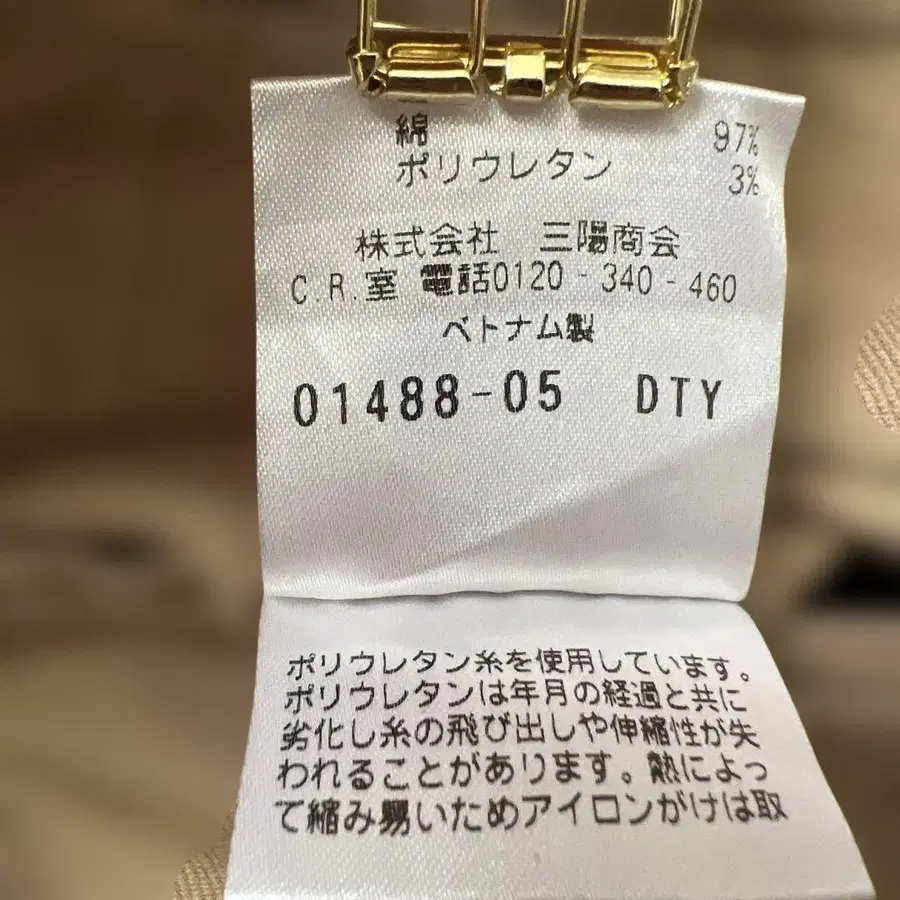 綿 97%
ポリウレタン 3%
株式会社 三陽商会
C.R.室 電話0120-340-460
ベトナム製
01488-05 DTY
ポリウレタン糸を使用しています。
ポリウレタンは年月の経過と共に
劣化し糸の飛び出しや伸縮性が失
われることがあります。熱によっ
て縮み易いためアイロンがけは取